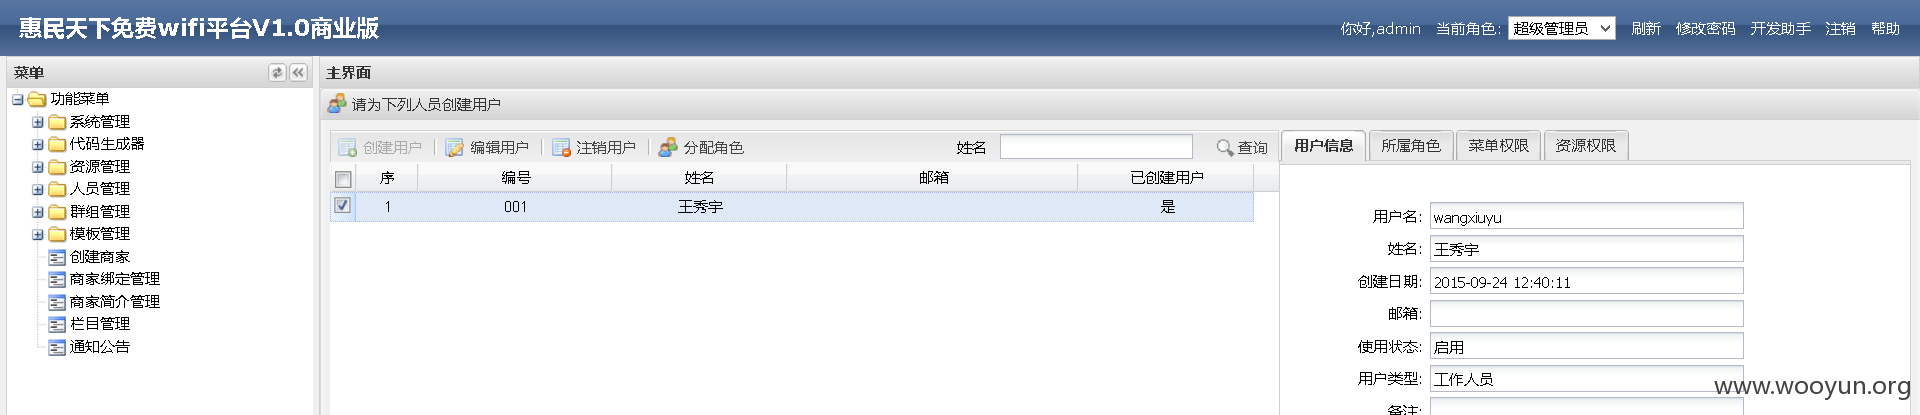 惠民天下免费wifi平台V1.0商业版
你好,admin 当前角色: 超级管理员 刷新 修改密码 开发助手 注销 帮助
菜单
功能菜单
系统管理
代码生成器
资源管理
人员管理
群组管理
模板管理
创建商家
商家绑定管理
商家简介管理
栏目管理
通知公告
主界面
请为下列人员创建用户
创建用户 编辑用户 注销用户 分配角色 姓名 查询
序 编号 姓名 邮箱 已创建用户
1 001 王秀宇 是
用户信息 所属角色 菜单权限 资源权限
用户名: wangxiuyu
姓名: 王秀宇
创建日期: 2015-09-24 12:40:11
邮箱:
使用状态: 启用
用户类型: 工作人员
备注:
www.wooyun.org